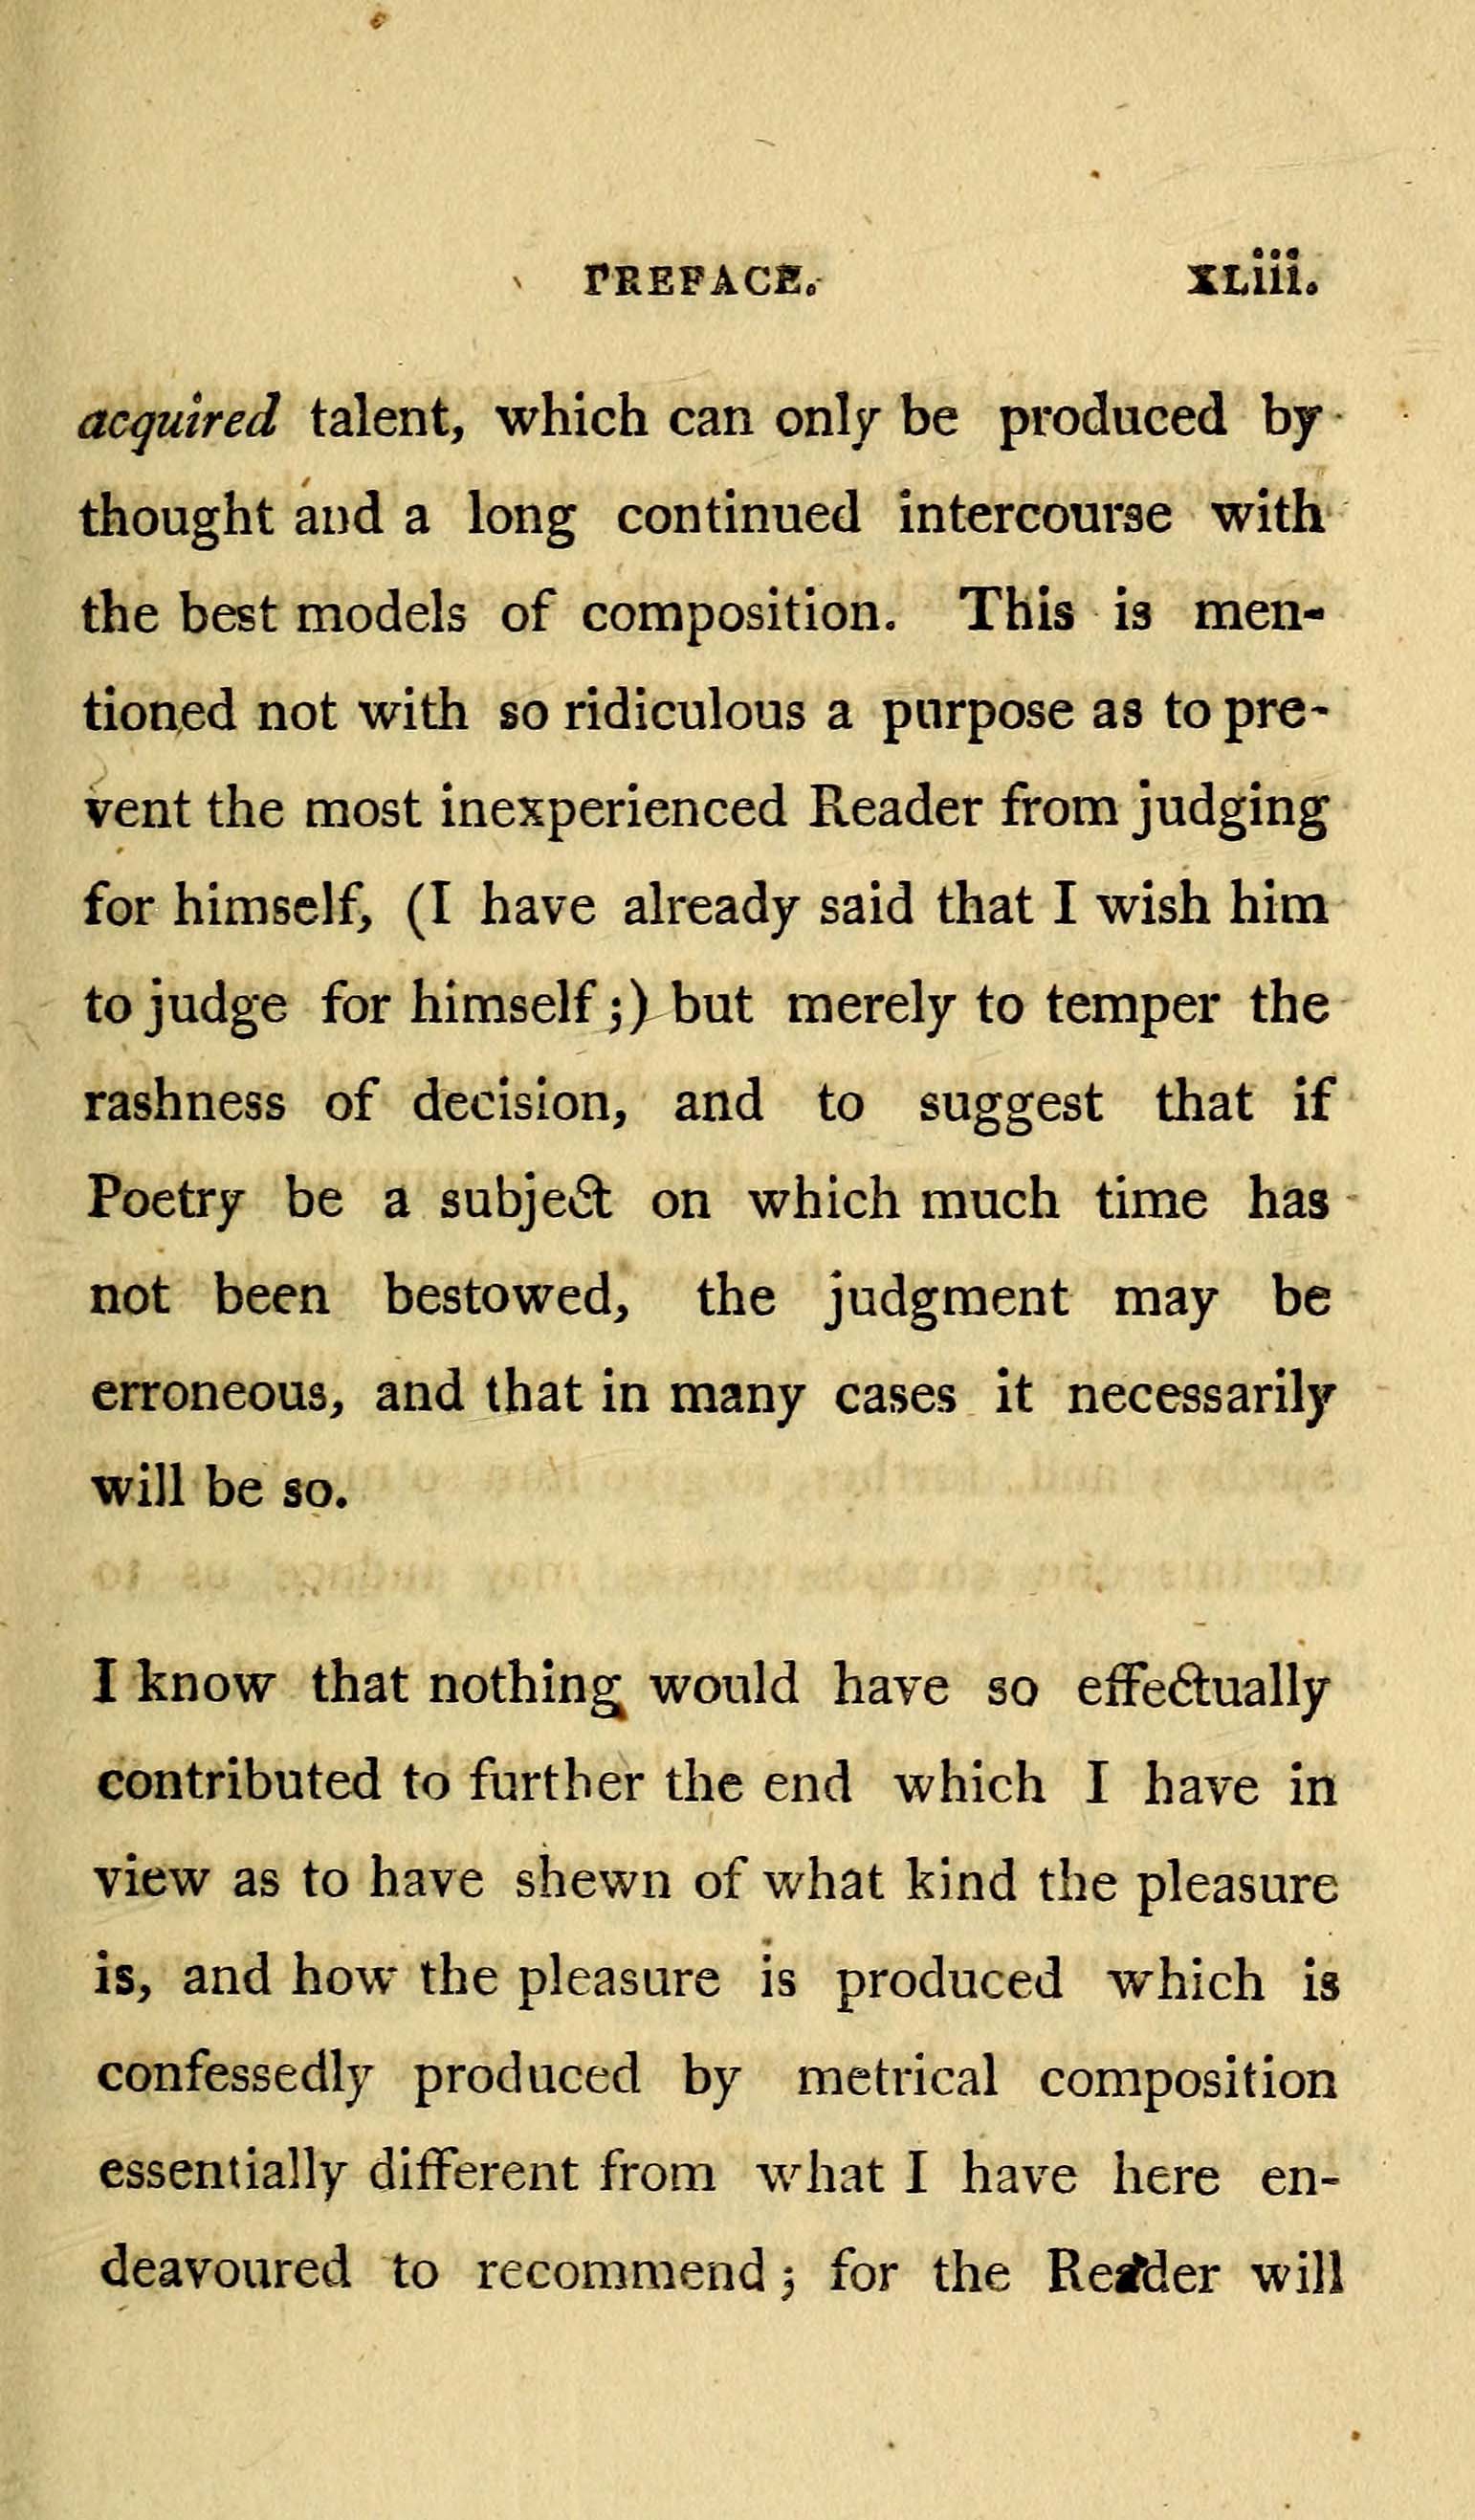 PREFACE. XLiii.
acquired talent, which can only be produced by
thought and a long continued intercourse with
the best models of composition. This is men-
tioned not with so ridiculous a purpose as to pre-
vent the most inexperienced Reader from judging
for himself, (I have already said that I wish him
to judge for himself;) but merely to temper the
rashness of decision, and to suggest that if
Poetry be a subject on which much time has
not been bestowed, the judgment may be
erroneous, and that in many cases it necessarily
will be so.
I know that nothing would have so effectually
contributed to further the end which I have in
view as to have shewn of what kind the pleasure
is, and how the pleasure is produced which is
confessedly produced by metrical composition
essentially different from what I have here en-
deavoured to recommend; for the Reader will